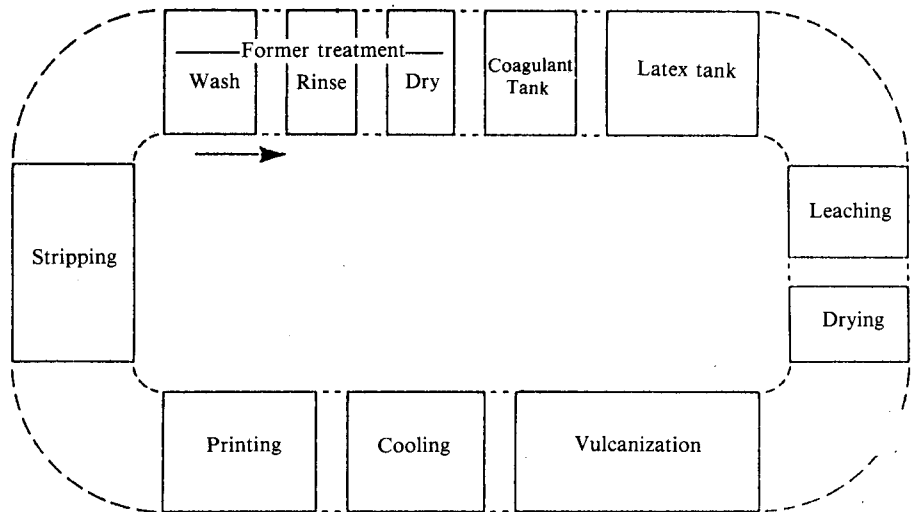 Former treatment
Wash
Rinse
Dry
Coagulant
Tank
Latex tank
Leaching
Drying
Vulcanization
Cooling
Printing
Stripping